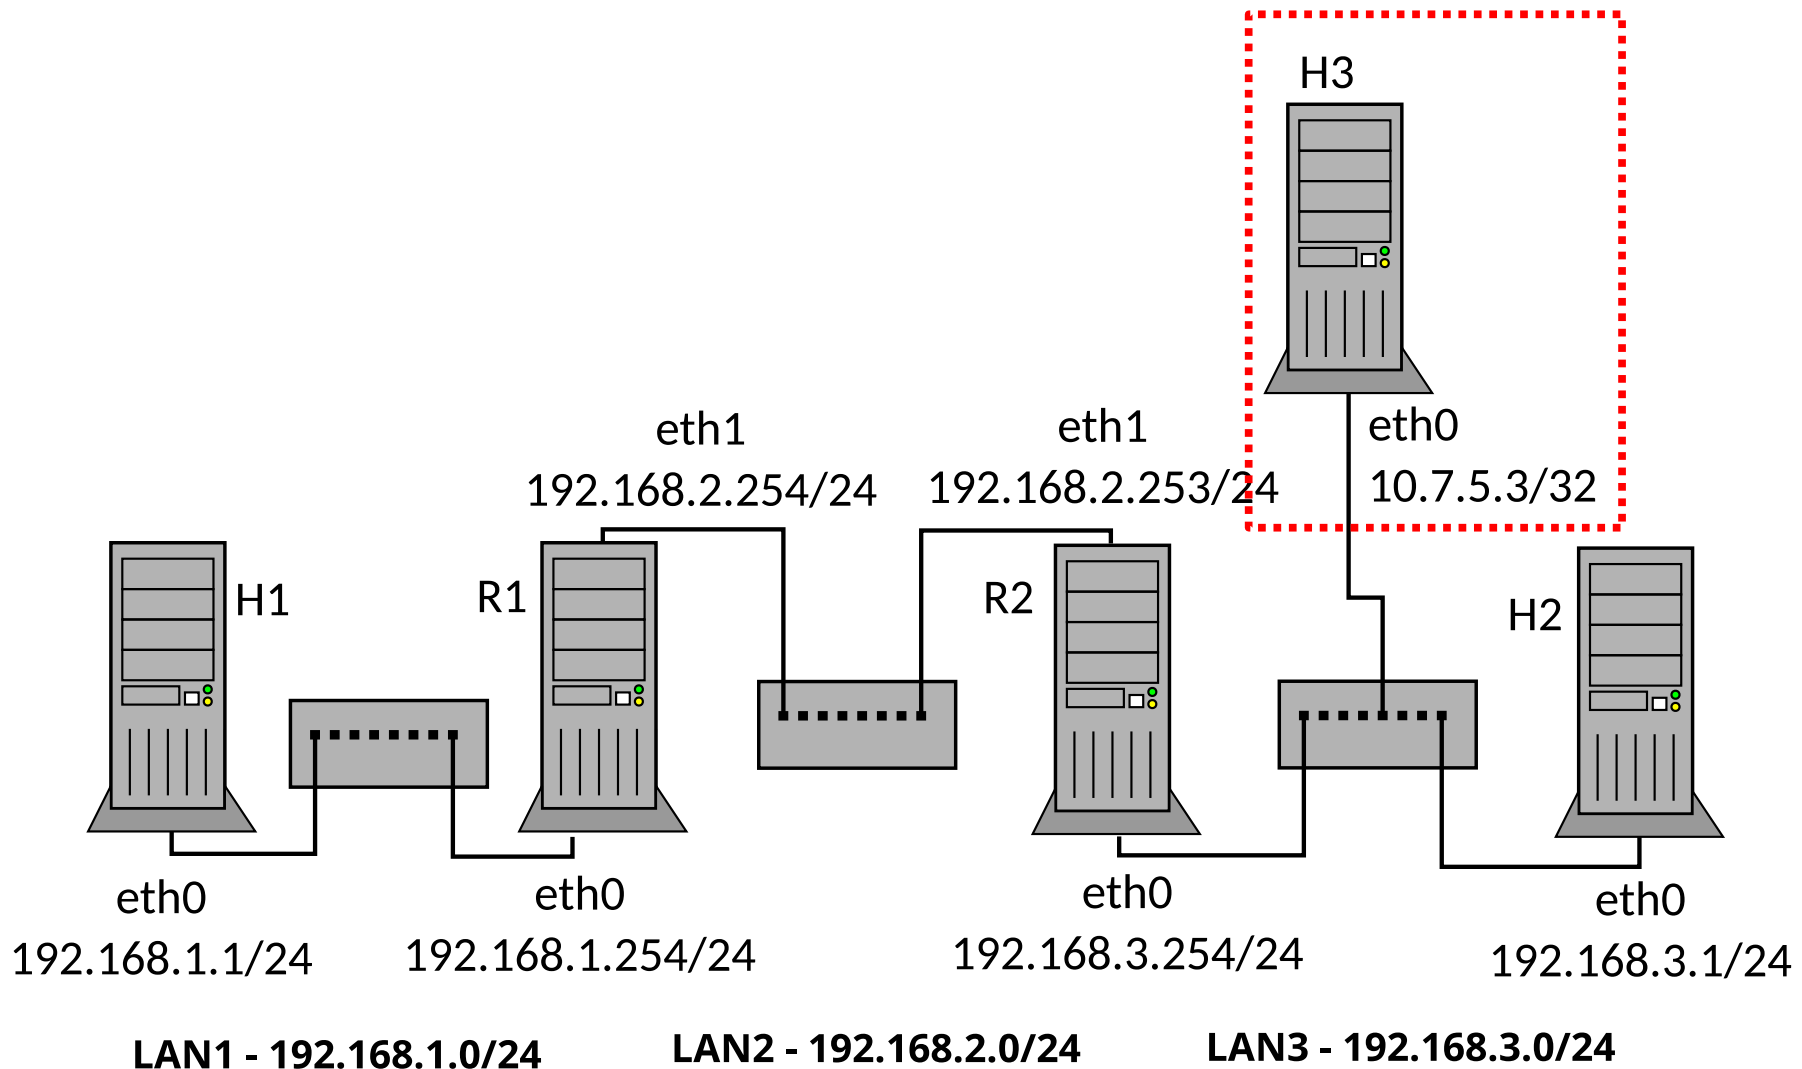 H3
eth1
192.168.2.254/24
eth1
192.168.2.253/24
eth0
10.7.5.3/32
H1
R1
R2
H2
eth0
192.168.1.1/24
eth0
192.168.1.254/24
eth0
192.168.3.254/24
eth0
192.168.3.1/24
LAN1 - 192.168.1.0/24
LAN2 - 192.168.2.0/24
LAN3 - 192.168.3.0/24